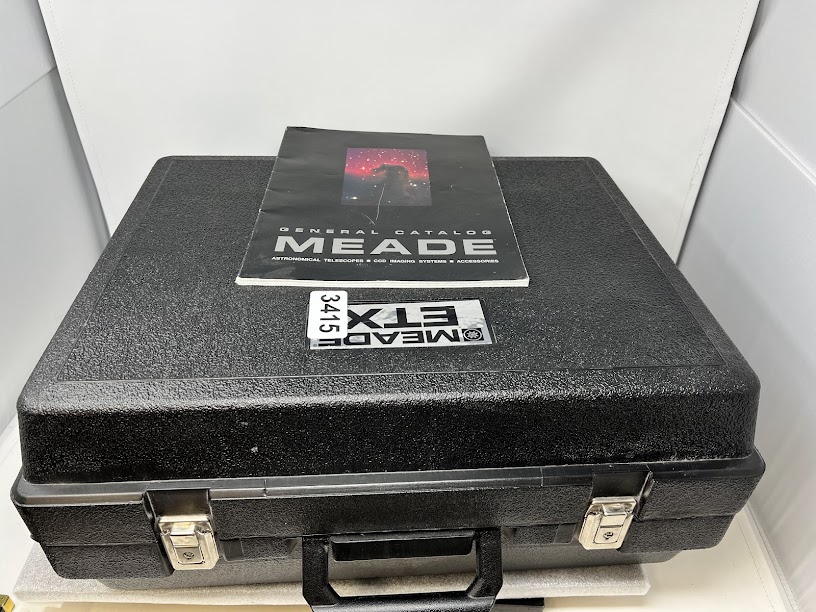 GENERAL CATALOG
MEADE
ASTRONOMICAL TELESCOPES ■ CCD IMAGING SYSTEMS ■ ACCESSORIES
3415
MEADE
ETX